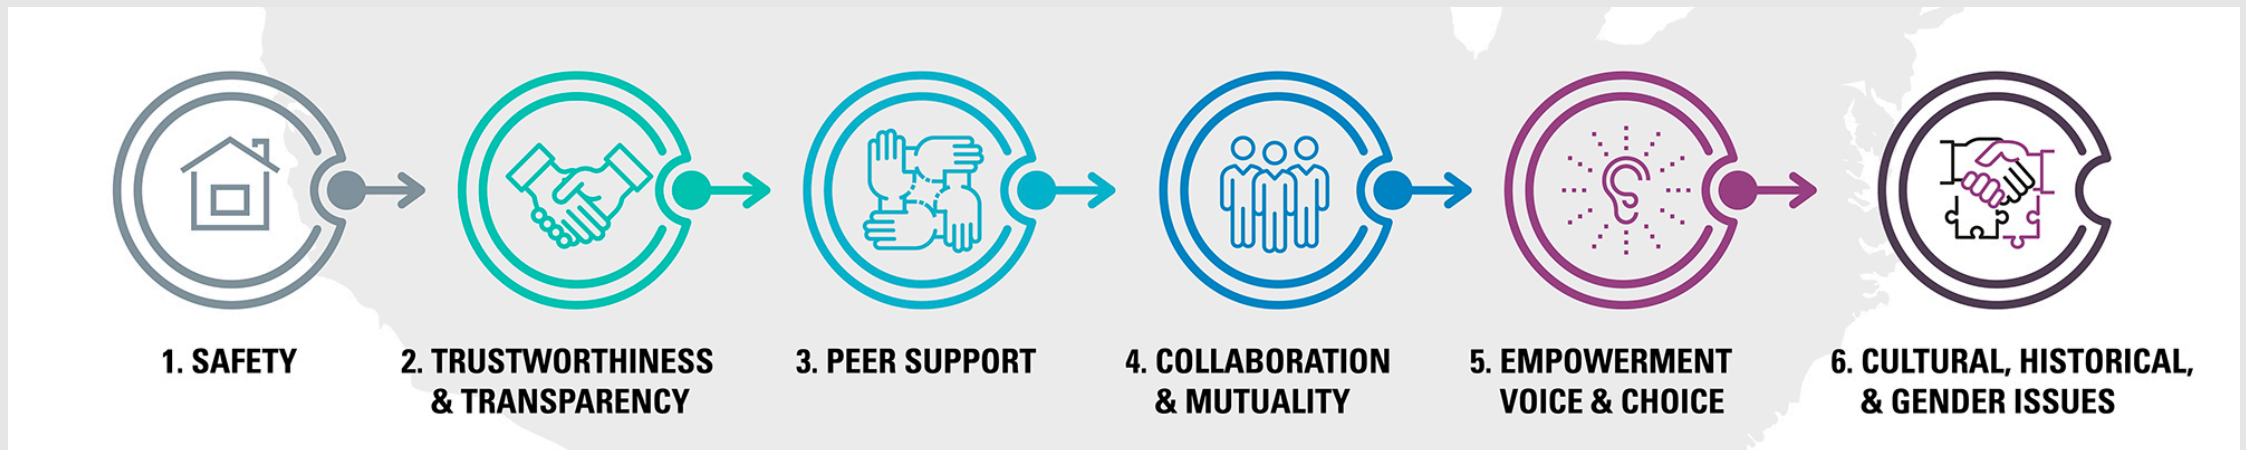 1. SAFETY
2. TRUSTWORTHINESS
& TRANSPARENCY
3. PEER SUPPORT
4. COLLABORATION
& MUTUALITY
5. EMPOWERMENT
VOICE & CHOICE
6. CULTURAL, HISTORICAL,
& GENDER ISSUES